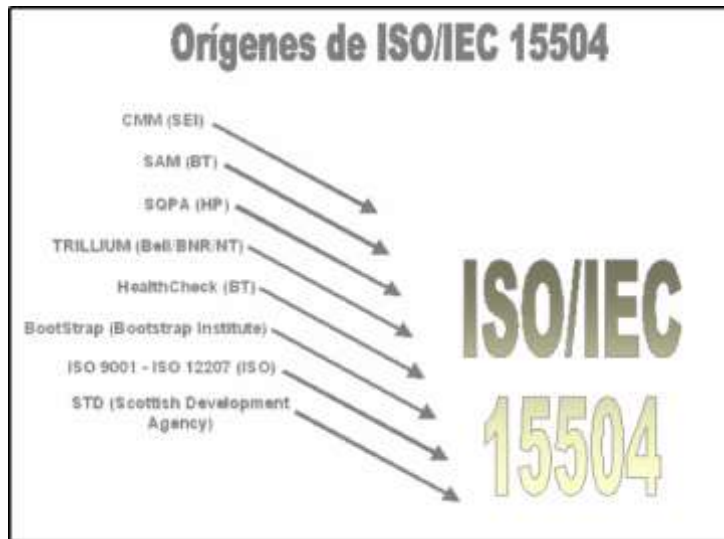 Orígenes de ISO/IEC 15504
CMM (SEI)
SAM (BT)
SQPA (HP)
TRILLIUM (Bell/BNR/NT)
HealthCheck (BT)
BootStrap (Bootstrap Institute)
ISO 9001 - ISO 12207 (ISO)
STD (Scottish Development
Agency)
ISO/IEC
15504